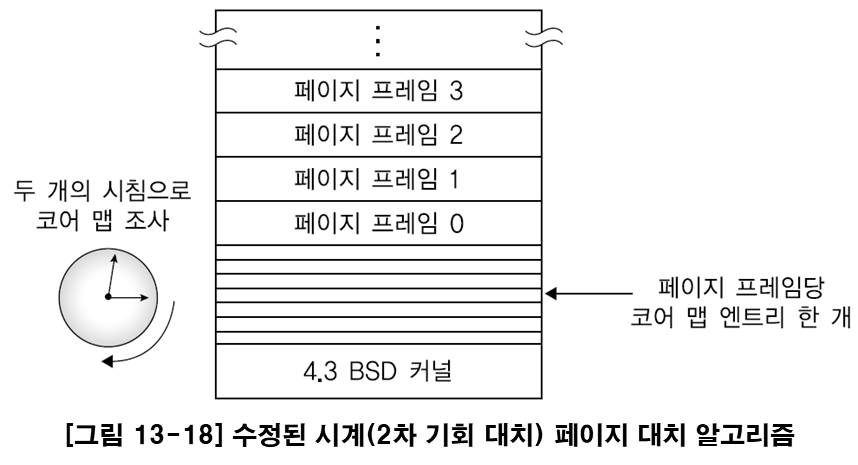 ⋮
페이지 프레임 3
페이지 프레임 2
페이지 프레임 1
페이지 프레임 0
두 개의 시침으로
코어 맵 조사
페이지 프레임당
코어 맵 엔트리 한 개
4.3 BSD 커널
[그림 13-18] 수정된 시계(2차 기회 대치) 페이지 대치 알고리즘